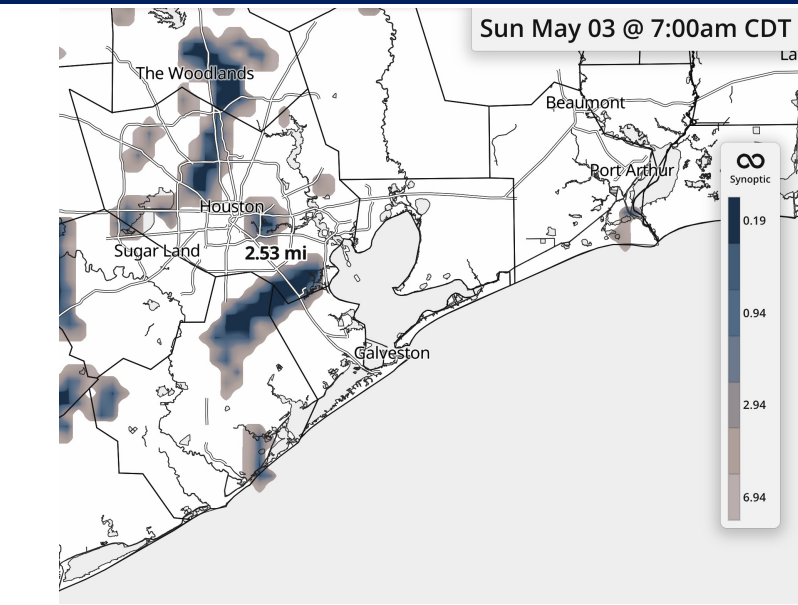 Sun May 03 @ 7:00am CDT
La
The Woodlands
Beaumont
Port Arthur
Synoptic
Houston
0.19
Sugar Land
2.53 mi
0.94
Galveston
2.94
6.94